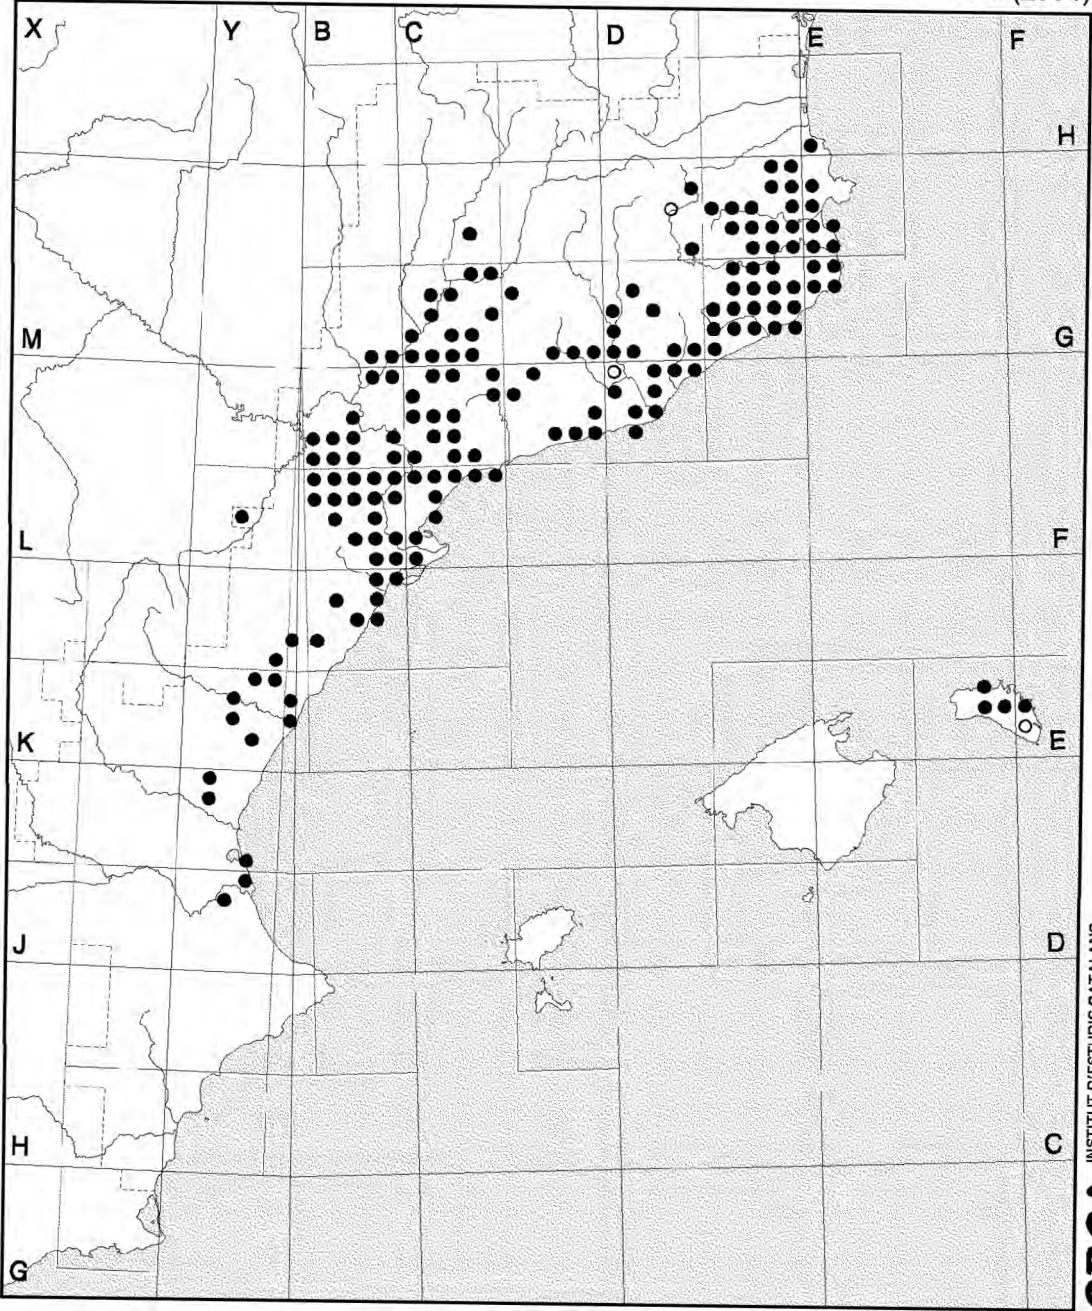 X Y B C D E F
H
M G
L F
K E
J D
H C
G
INSTITUT D'ESTUDIS CATALANS